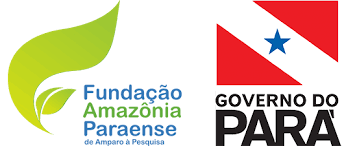 Fundação
Amazônia
Paraense
de Amparo à Pesquisa
GOVERNO DO
PARÁ